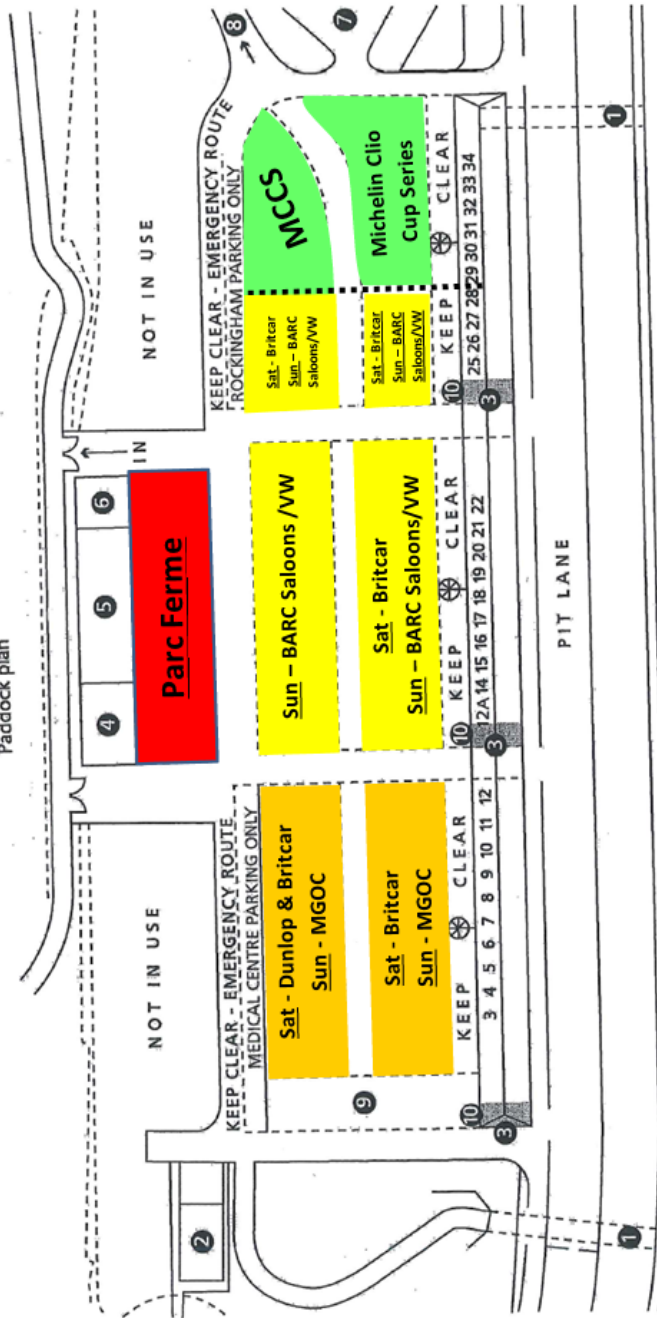 Paddock plan
NOT IN USE
NOT IN USE
IN
4
5
6
7
8
2
Parc Ferme
KEEP CLEAR - EMERGENCY ROUTE
MEDICAL CENTRE PARKING ONLY
KEEP CLEAR - EMERGENCY ROUTE
ROCKINGHAM PARKING ONLY
Sat - Dunlop & Britcar
Sun - MGOC
Sun – BARC Saloons /VW
Sat - Britcar
Sun – BARC
Saloons/VW
MCCS
9
Sat - Britcar
Sun - MGOC
Sat - Britcar
Sun – BARC Saloons/VW
Sat - Britcar
Sun – BARC
Saloons/VW
Michelin Clio
Cup Series
KEEP CLEAR
KEEP CLEAR
KEEP CLEAR
10
10
10
3 4 5 6 7 8 9 10 11 12
12A 14 15 16 17 18 19 20 21 22
25 26 27 28 29 30 31 32 33 34
3
3
3
PIT LANE
1
1